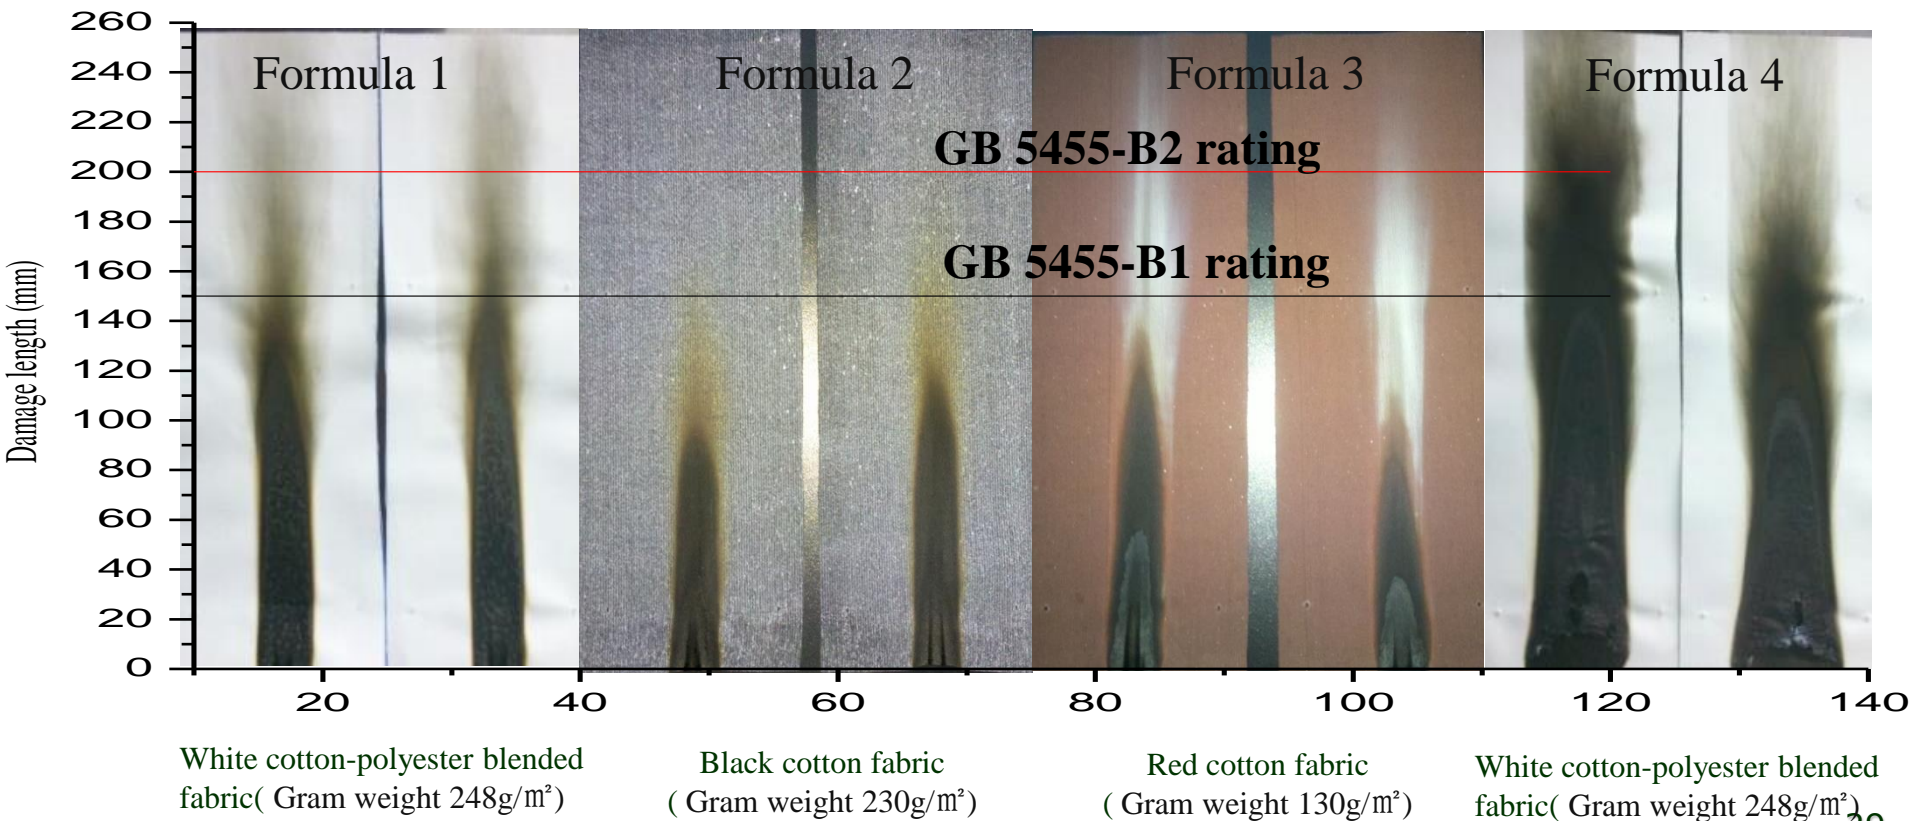 260
240
220
200
180
160
140
120
100
80
60
40
20
0
Damage length (mm)
Formula 1
Formula 2
Formula 3
Formula 4
GB 5455-B2 rating
GB 5455-B1 rating
20 40 60 80 100 120 140
White cotton-polyester blended
fabric( Gram weight 248g/m²)
Black cotton fabric
( Gram weight 230g/m²)
Red cotton fabric
( Gram weight 130g/m²)
White cotton-polyester blended
fabric( Gram weight 248g/m²)